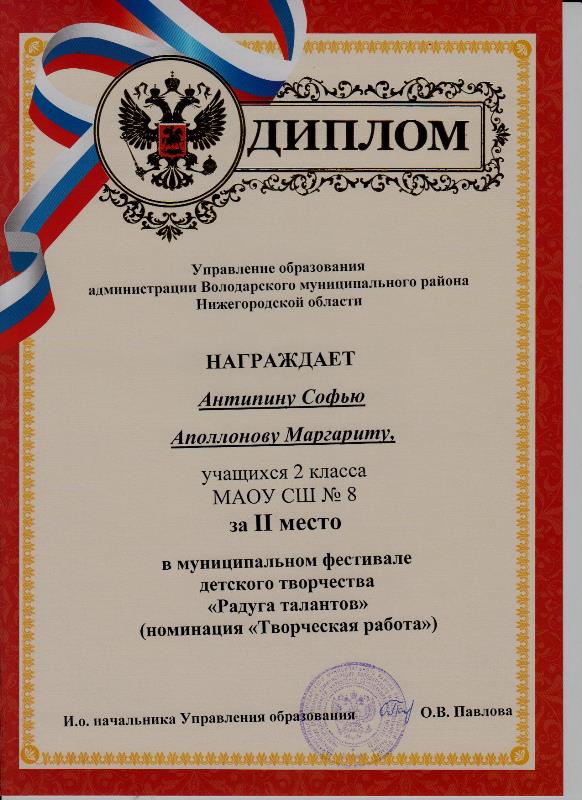 ДИПЛОМ
Управление образования
администрации Володарского муниципального района
Нижегородской области
НАГРАЖДАЕТ
Антипину Софью
Аполлонову Маргариту,
учащихся 2 класса
МАОУ СШ № 8
за II место
в муниципальном фестивале
детского творчества
«Радуга талантов»
(номинация «Творческая работа»)
И.о. начальника Управления образования О.В. Павлова